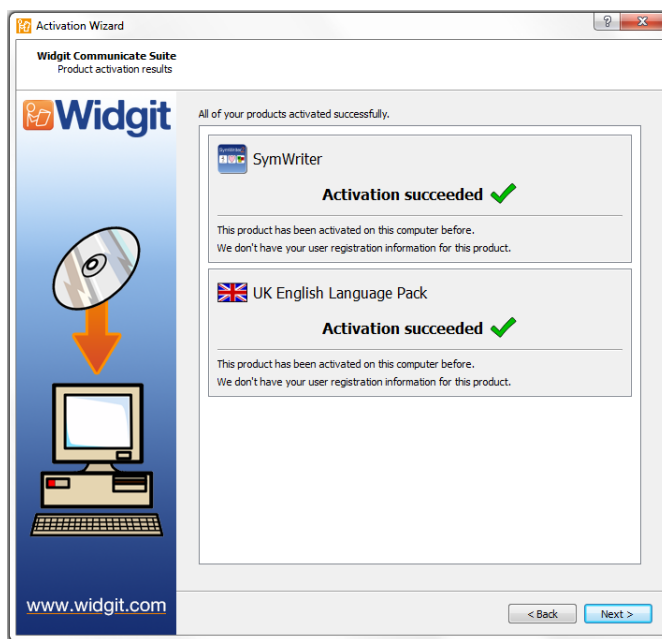 Activation Wizard
Widgit Communicate Suite
Product activation results
Widgit
All of your products activated successfully.
SymWriter
Activation succeeded
This product has been activated on this computer before.
We don't have your user registration information for this product.
UK English Language Pack
Activation succeeded
This product has been activated on this computer before.
We don't have your user registration information for this product.
www.widgit.com
< Back Next >